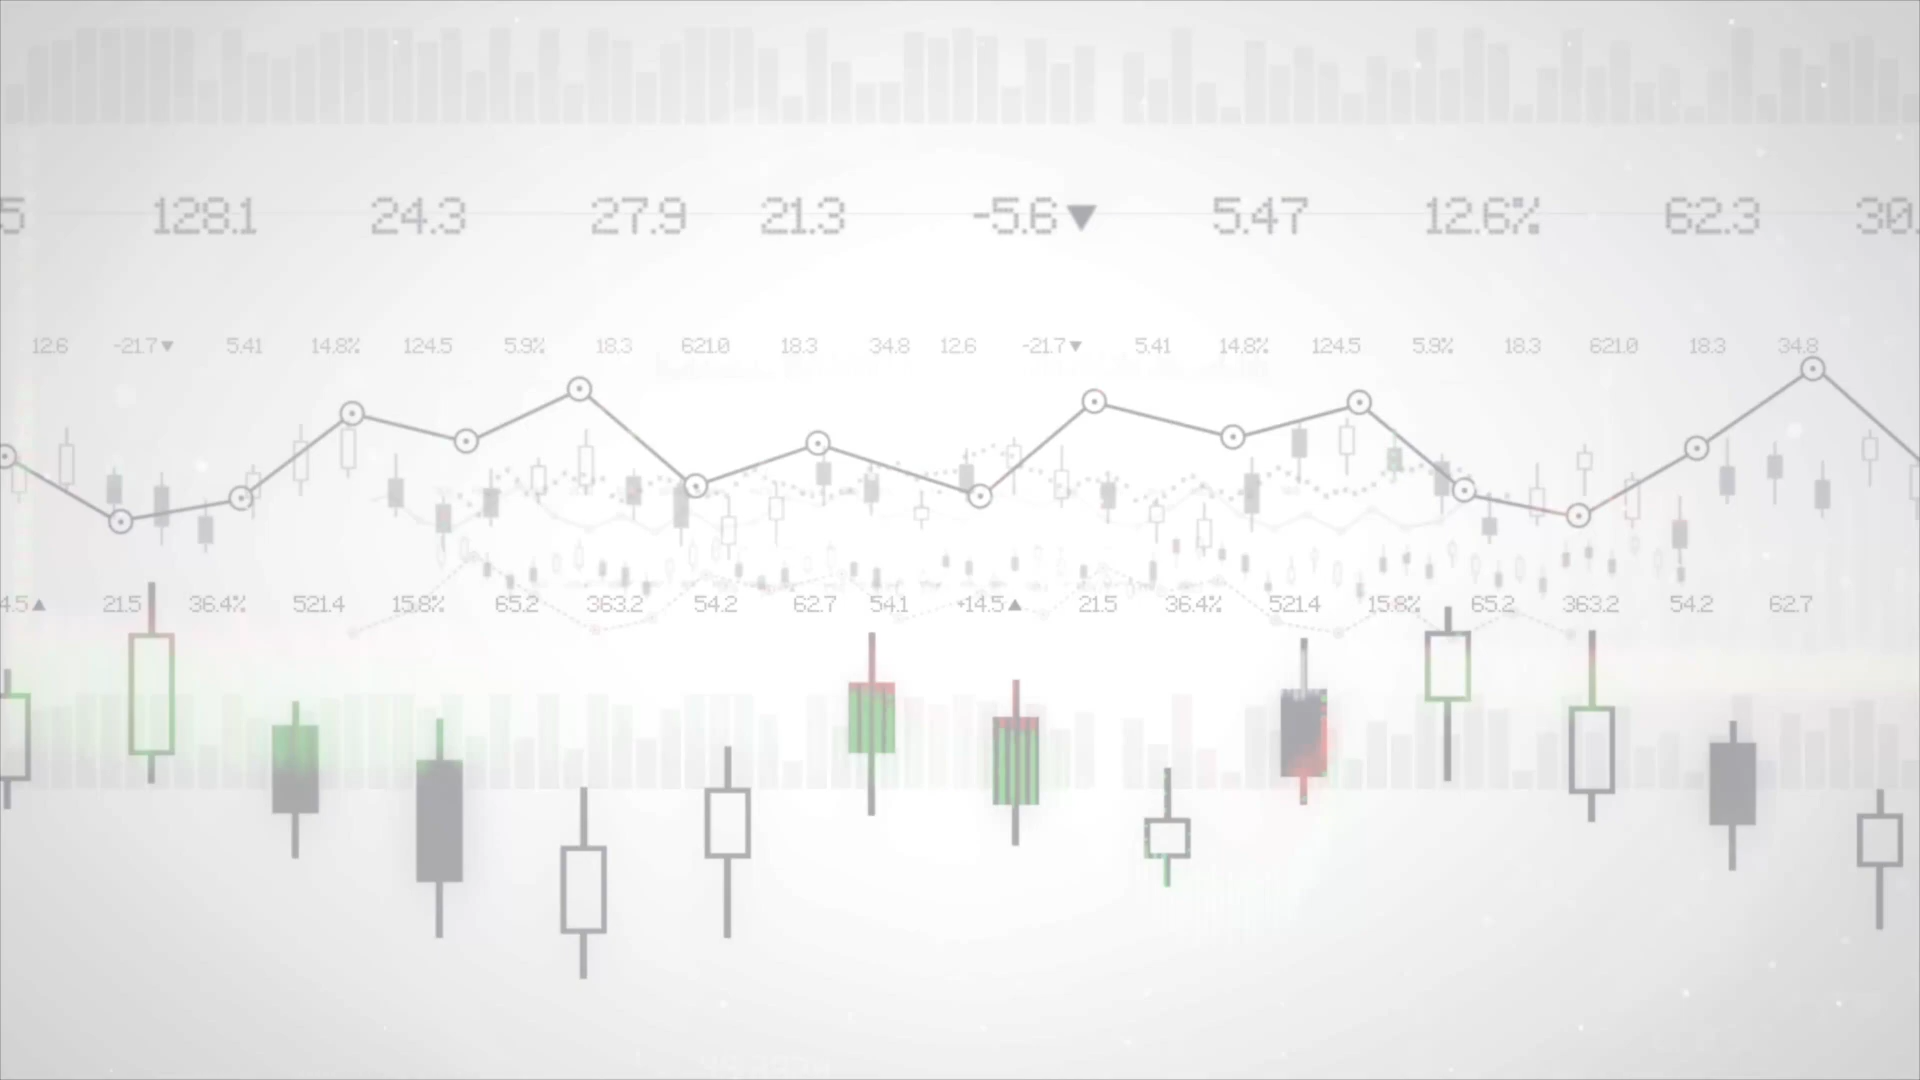 5 128.1 24.3 27.9 21.3 -5.6▼ 5.47 12.6% 62.3 30.
12.6 -21.7▼ 5.41 14.8% 124.5 5.9% 18.3 621.0 18.3 34.8 12.6 -21.7▼ 5.41 14.8% 124.5 5.9% 18.3 621.0 18.3 34.8
4.5▲ 21.5 36.4% 521.4 15.8% 65.2 363.2 54.2 62.7 54.1 +14.5▲ 21.5 36.4% 521.4 15.8% 65.2 363.2 54.2 62.7